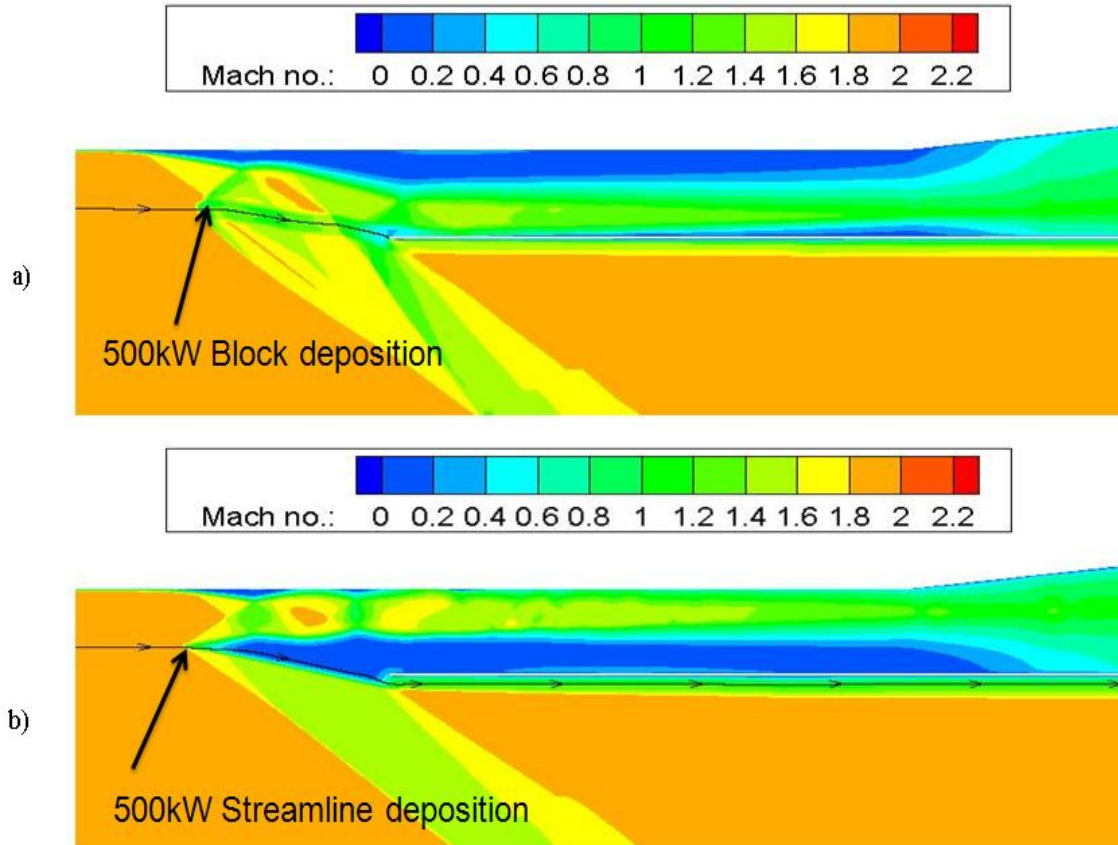 Mach no.: 0 0.2 0.4 0.6 0.8 1 1.2 1.4 1.6 1.8 2 2.2
a)
500kW Block deposition
Mach no.: 0 0.2 0.4 0.6 0.8 1 1.2 1.4 1.6 1.8 2 2.2
b)
500kW Streamline deposition